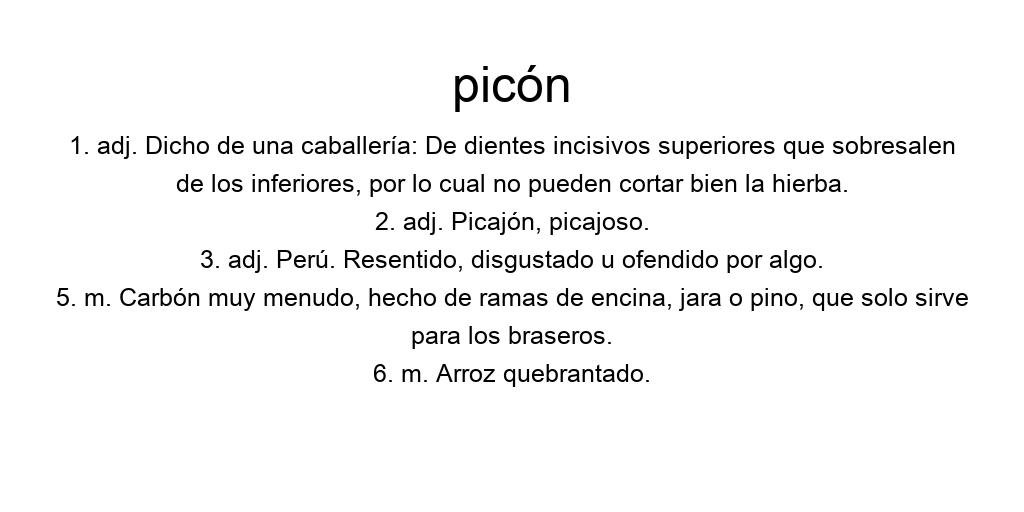 picón
1. adj. Dicho de una caballería: De dientes incisivos superiores que sobresalen
de los inferiores, por lo cual no pueden cortar bien la hierba.
2. adj. Picajón, picajoso.
3. adj. Perú. Resentido, disgustado u ofendido por algo.
5. m. Carbón muy menudo, hecho de ramas de encina, jara o pino, que solo sirve
para los braseros.
6. m. Arroz quebrantado.